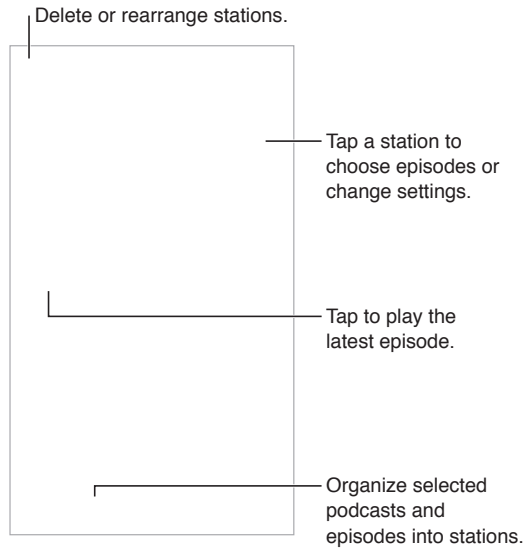 Delete or rearrange stations.
Tap a station to
choose episodes or
change settings.
Tap to play the
latest episode.
Organize selected
podcasts and
episodes into stations.